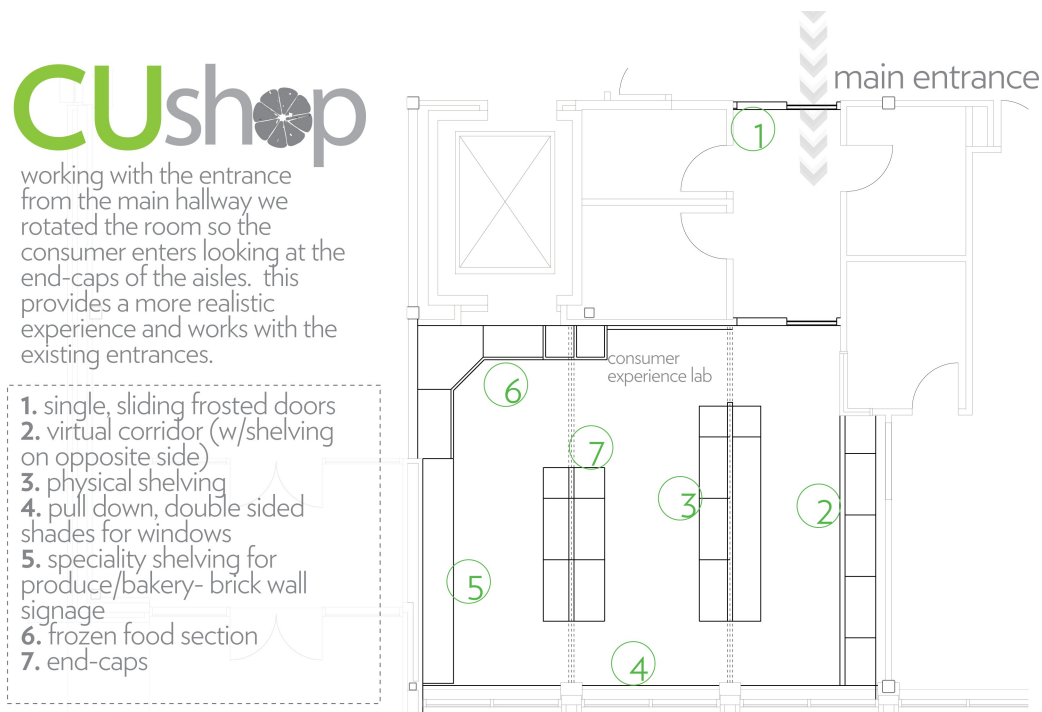 CUshop
working with the entrance
from the main hallway we
rotated the room so the
consumer enters looking at the
end-caps of the aisles.  this
provides a more realistic
experience and works with the
existing entrances.
1. single, sliding frosted doors
2. virtual corridor (w/shelving
on opposite side)
3. physical shelving
4. pull down, double sided
shades for windows
5. speciality shelving for
produce/bakery- brick wall
signage
6. frozen food section
7. end-caps
main entrance
1
consumer
experience lab
6
7
3
2
5
4